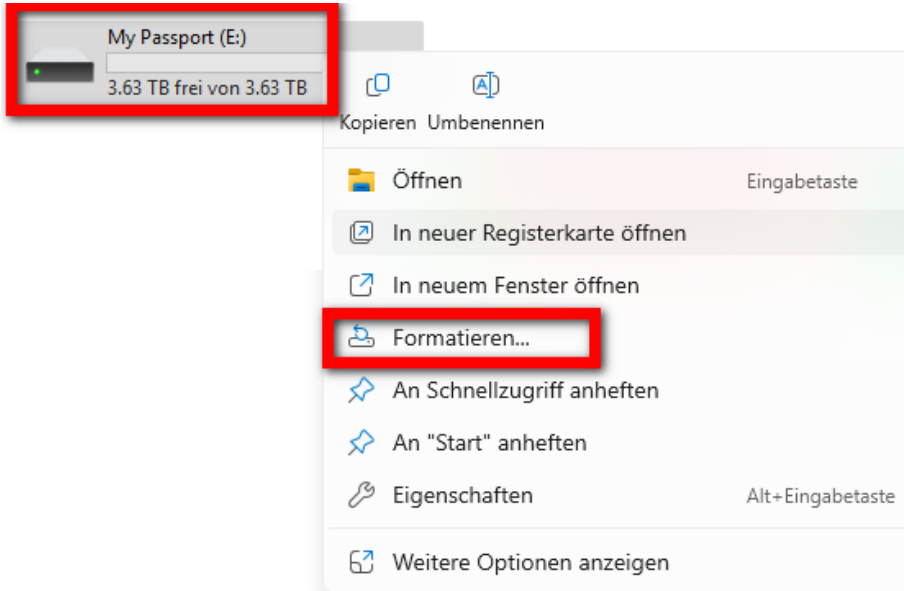 My Passport (E:)
3.63 TB frei von 3.63 TB
Kopieren Umbenennen
Öffnen Eingabetaste
In neuer Registerkarte öffnen
In neuem Fenster öffnen
Formatieren...
An Schnellzugriff anheften
An "Start" anheften
Eigenschaften Alt+Eingabetaste
Weitere Optionen anzeigen